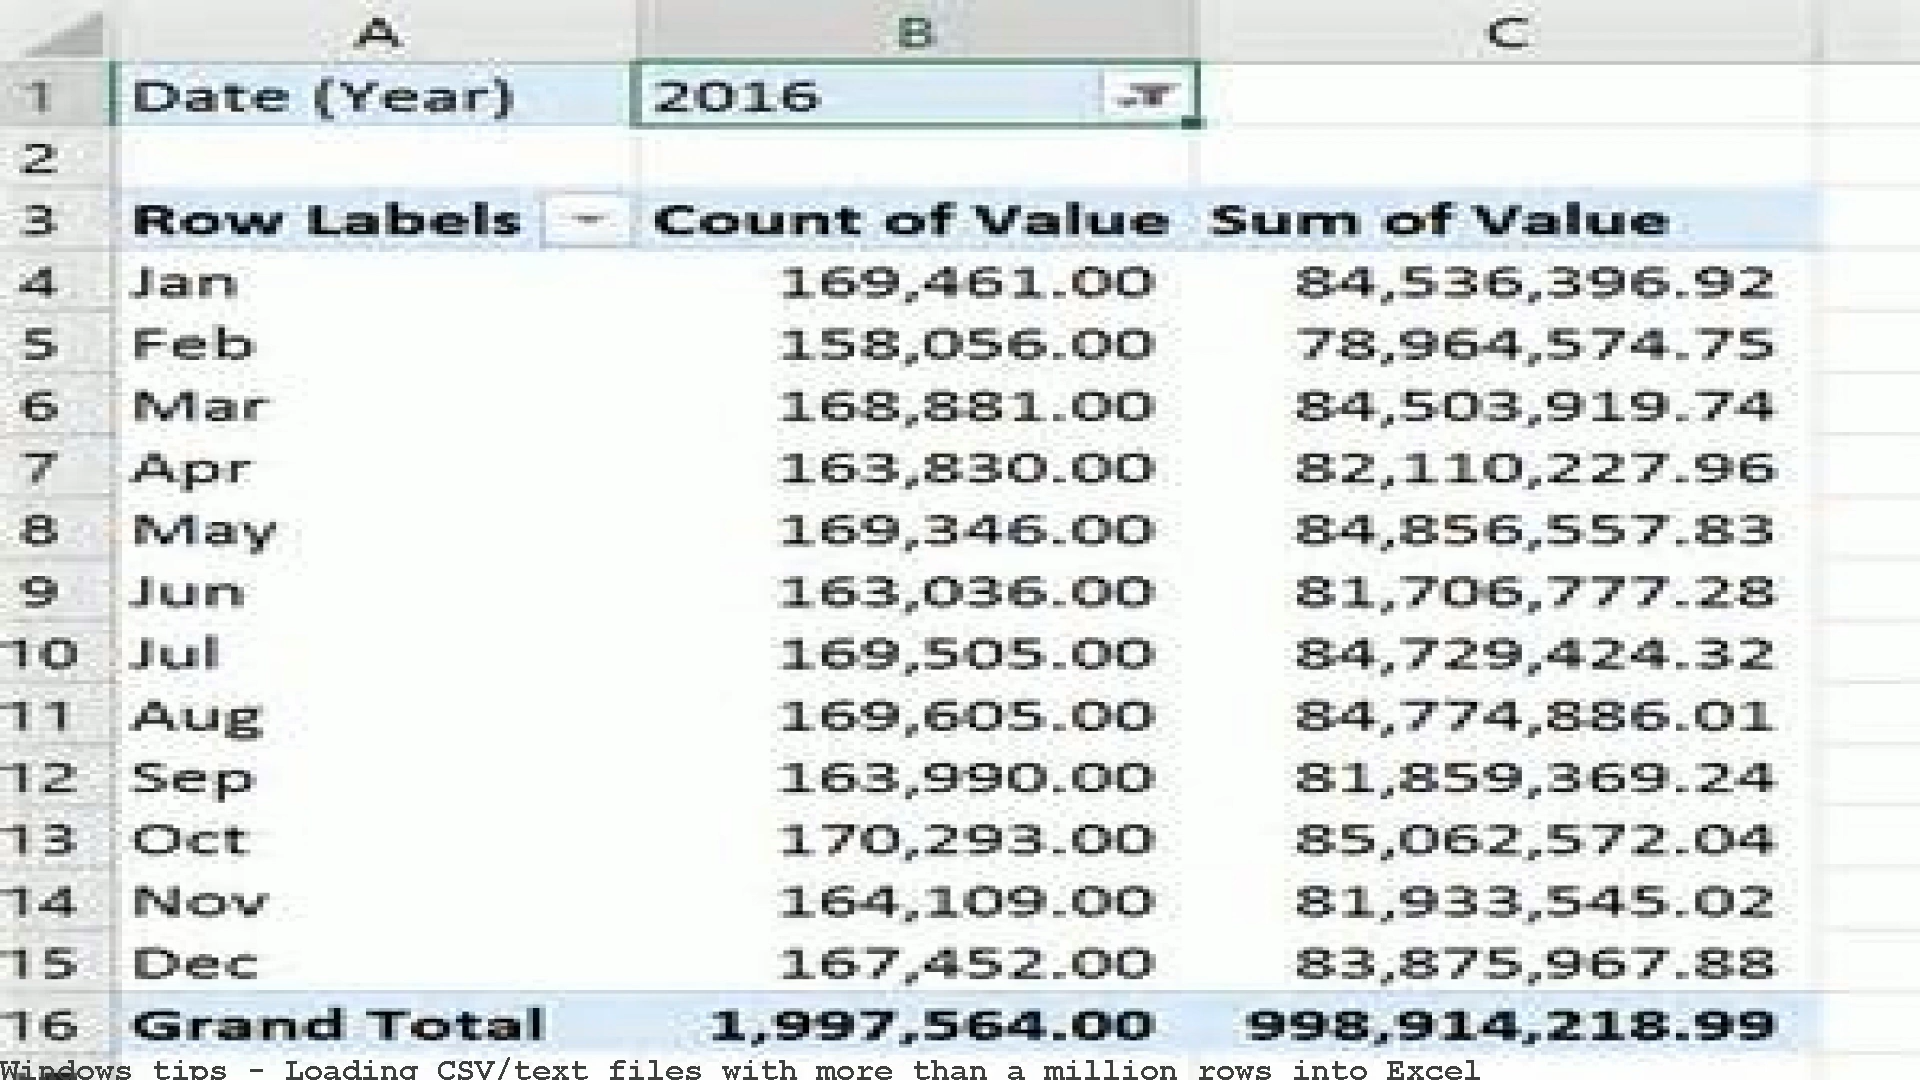 A B C
1 Date (Year) 2016
2
3 Row Labels Count of Value Sum of Value
4 Jan 169,461.00 84,536,396.92
5 Feb 158,056.00 78,964,574.75
6 Mar 168,881.00 84,503,919.74
7 Apr 163,830.00 82,110,227.96
8 May 169,346.00 84,856,557.83
9 Jun 163,036.00 81,706,777.28
10 Jul 169,505.00 84,729,424.32
11 Aug 169,605.00 84,774,886.01
12 Sep 163,990.00 81,859,369.24
13 Oct 170,293.00 85,062,572.04
14 Nov 164,109.00 81,933,545.02
15 Dec 167,452.00 83,875,967.88
16 Grand Total 1,997,564.00 998,914,218.99
Windows tips - Loading CSV/text files with more than a million rows into Excel